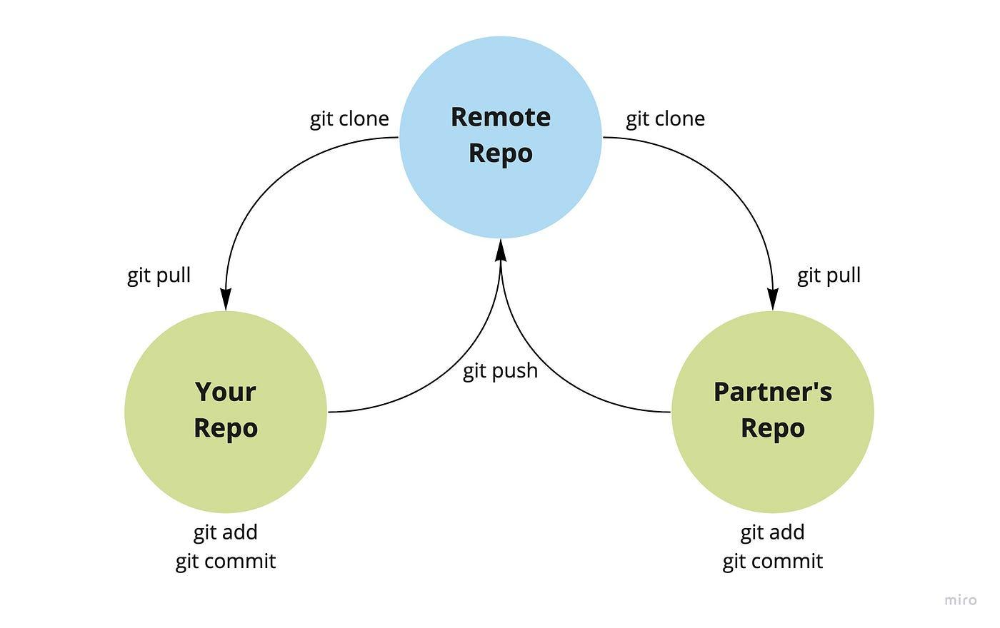 git clone
Remote
Repo
git clone
git pull
git pull
git push
Your
Repo
Partner's
Repo
git add
git commit
git add
git commit
miro